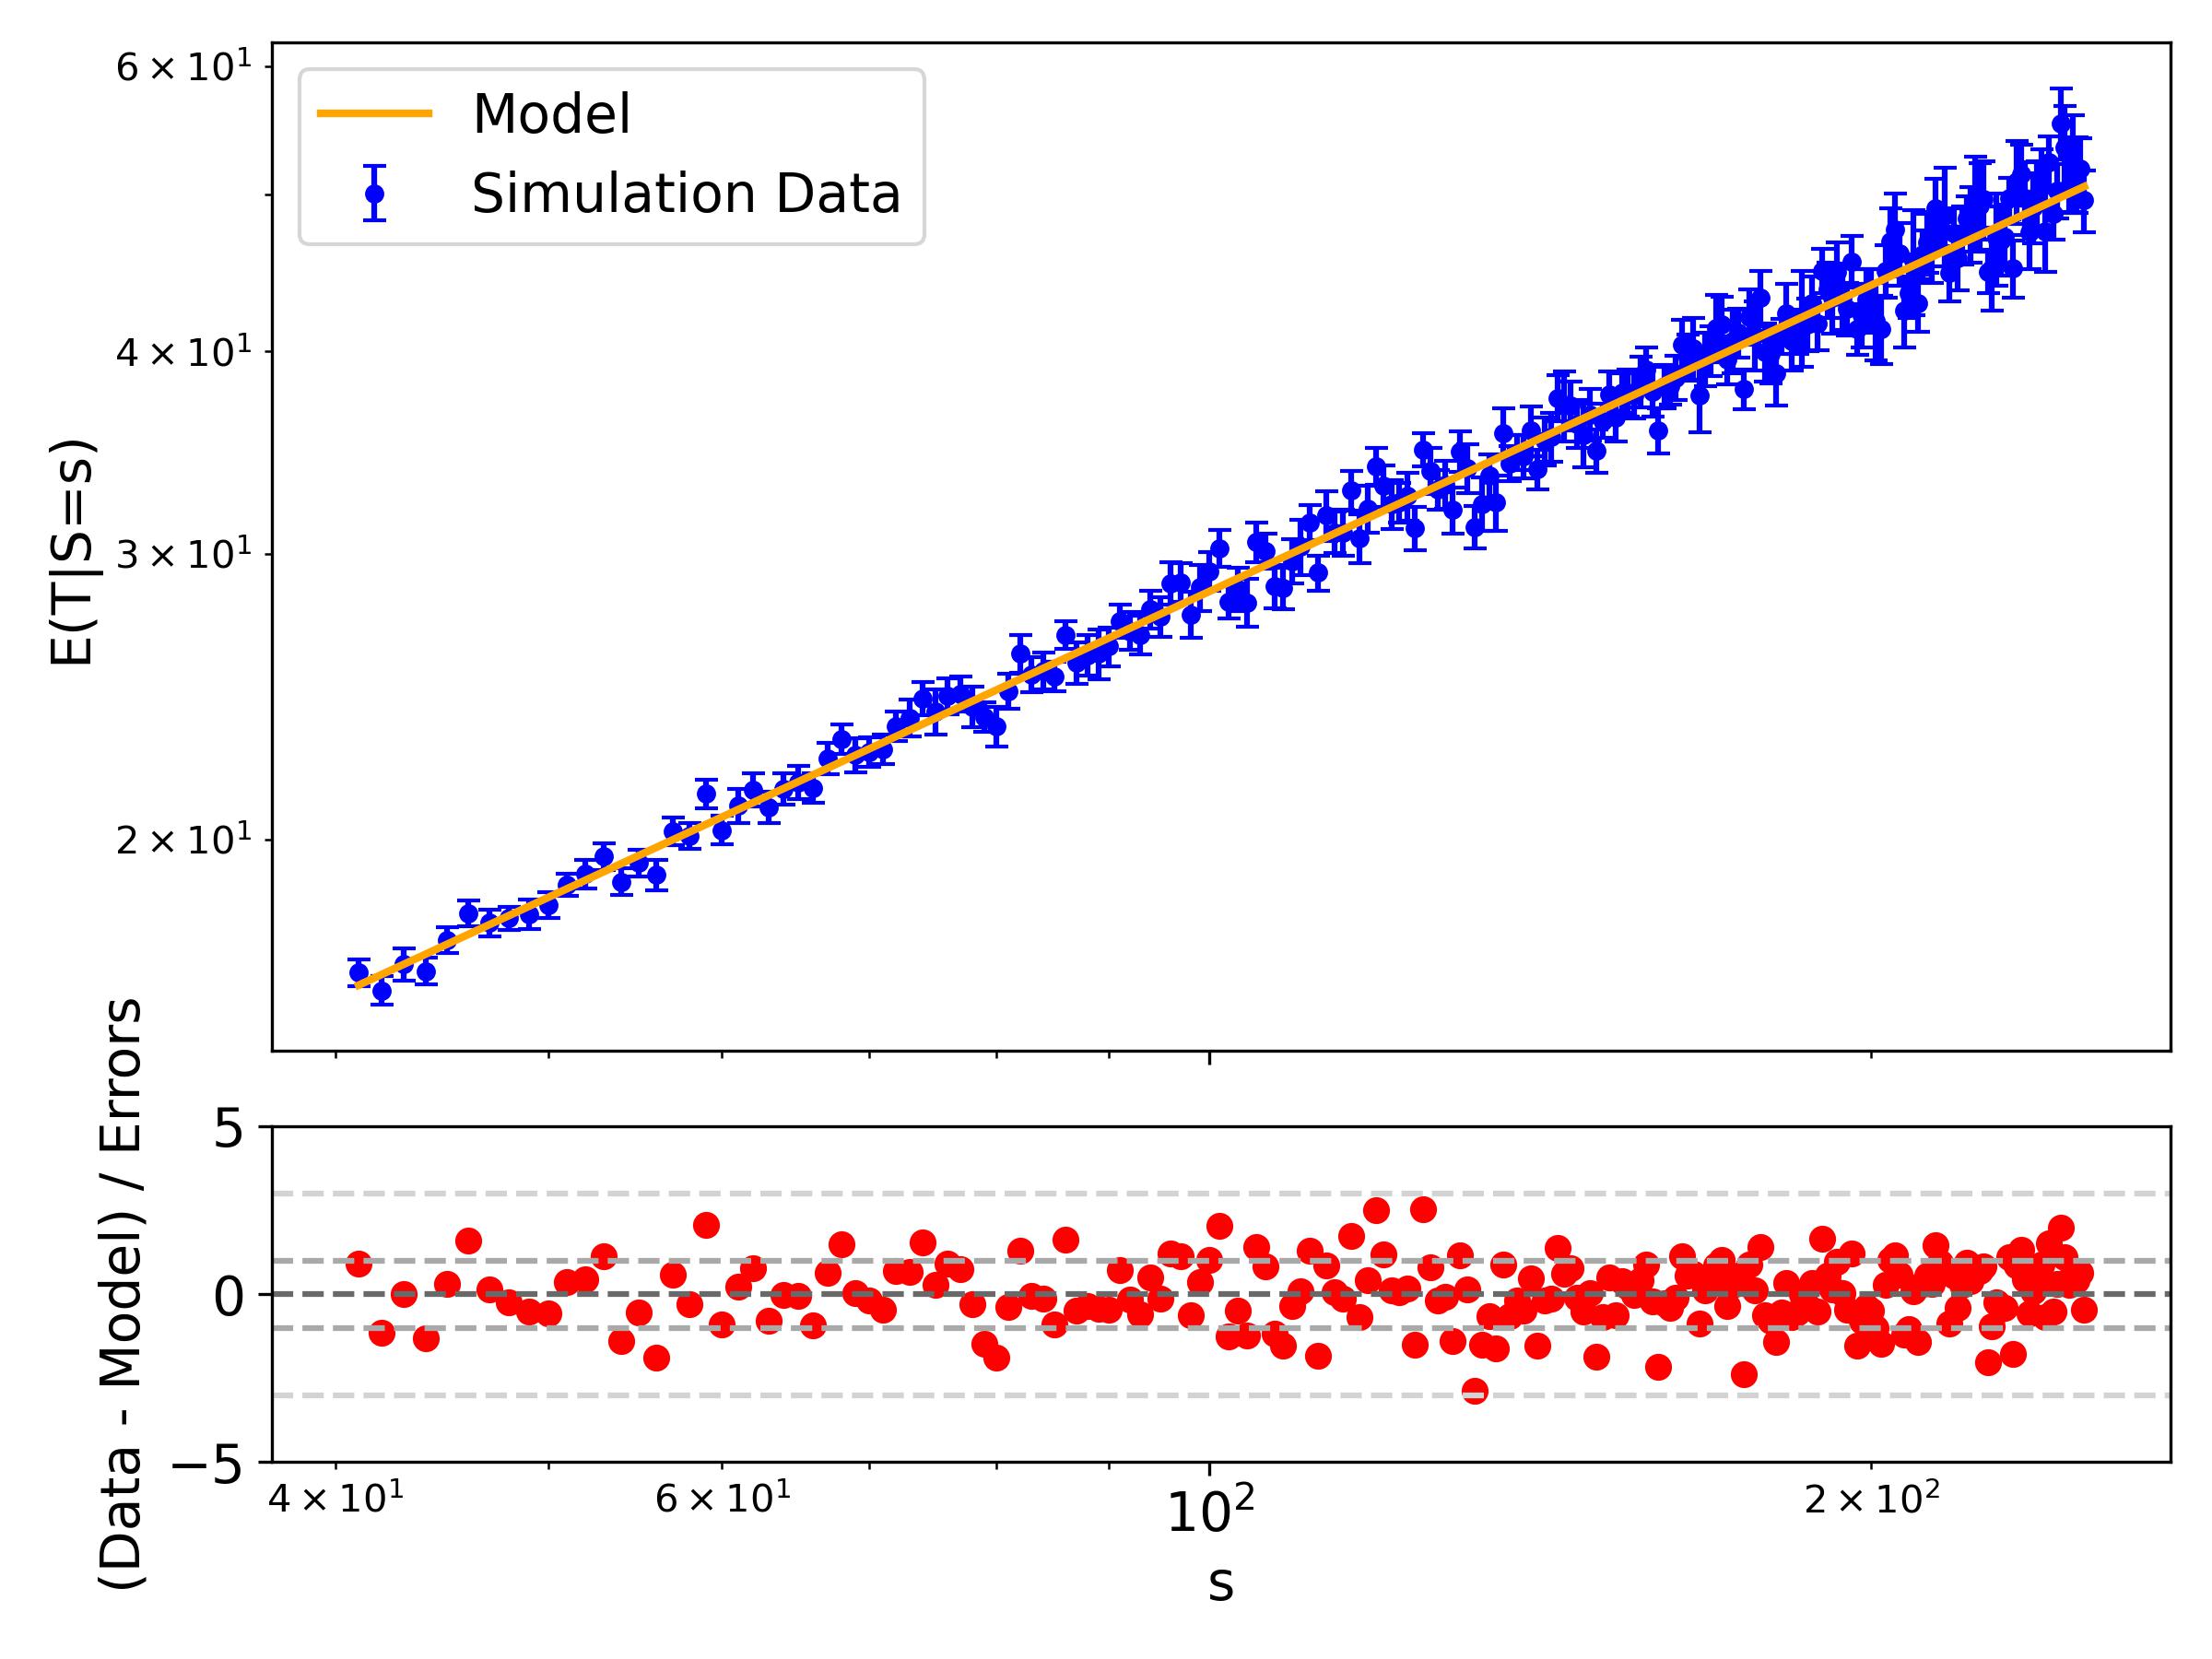 6 × 10¹
4 × 10¹
3 × 10¹
2 × 10¹
E(T|S=s)
Model
Simulation Data
(Data - Model) / Errors
5
0
−5
4 × 10¹
6 × 10¹
10²
2 × 10²
s